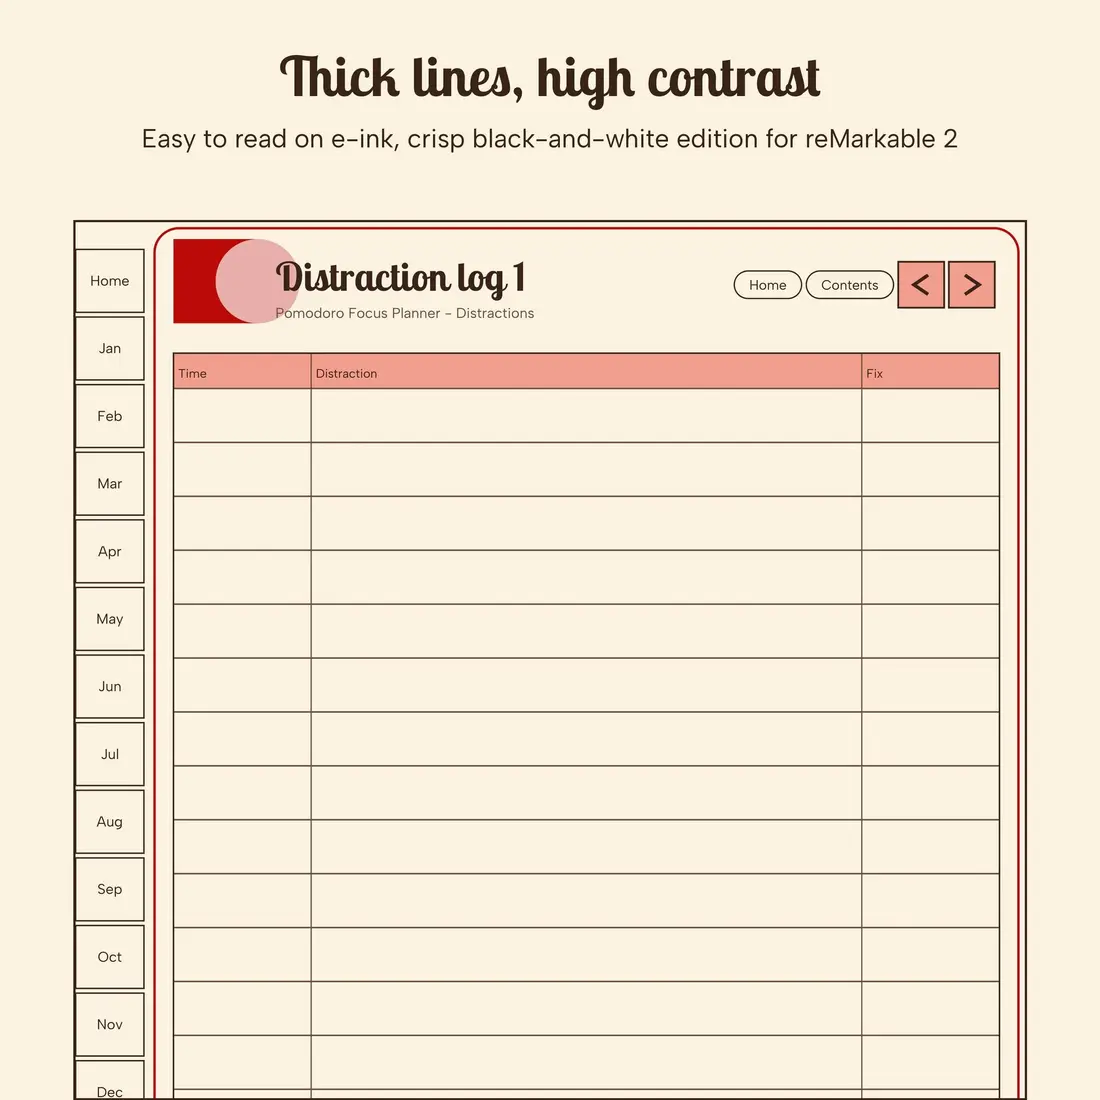 Thick lines, high contrast
Easy to read on e-ink, crisp black-and-white edition for reMarkable 2
Home
Jan
Feb
Mar
Apr
May
Jun
Jul
Aug
Sep
Oct
Nov
Dec
Distraction log 1
Pomodoro Focus Planner - Distractions
Home
Contents
< >
Time
Distraction
Fix